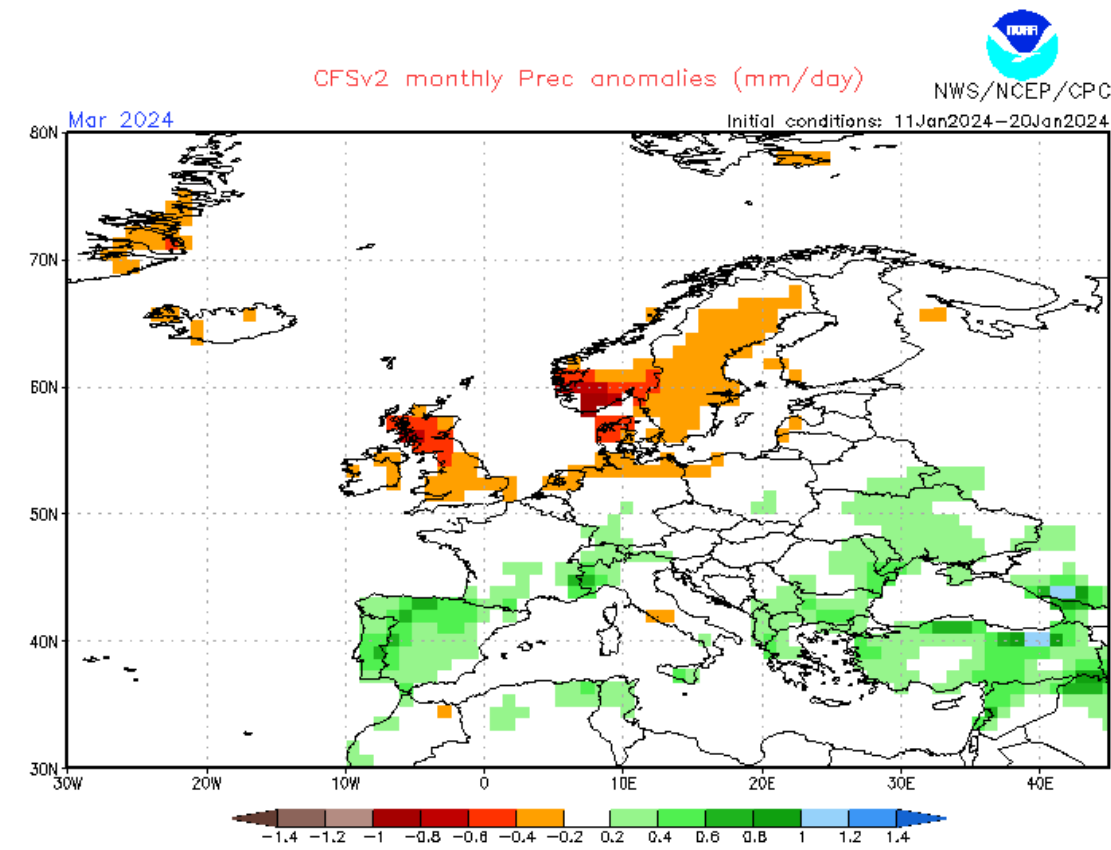 NOAA
CFSv2 monthly Prec anomalies (mm/day)
NWS/NCEP/CPC
Mar 2024
Initial conditions: 11Jan2024-20Jan2024
80N
70N
60N
50N
40N
30N
30W 20W 10W 0 10E 20E 30E 40E
-1.4 -1.2 -1 -0.8 -0.6 -0.4 -0.2 0.2 0.4 0.6 0.8 1 1.2 1.4